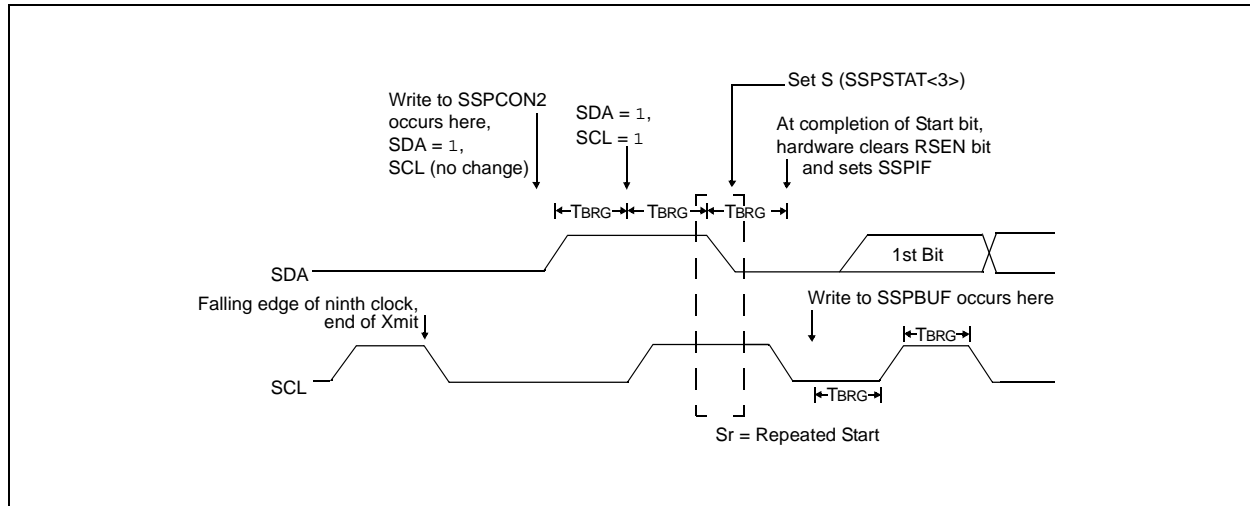 Set S (SSPSTAT<3>)
Write to SSPCON2
occurs here,
SDA = 1,
SCL (no change)
SDA = 1,
SCL = 1
At completion of Start bit,
hardware clears RSEN bit
and sets SSPIF
TBRG
TBRG
TBRG
SDA
1st Bit
Falling edge of ninth clock,
end of Xmit
Write to SSPBUF occurs here
TBRG
SCL
TBRG
Sr = Repeated Start